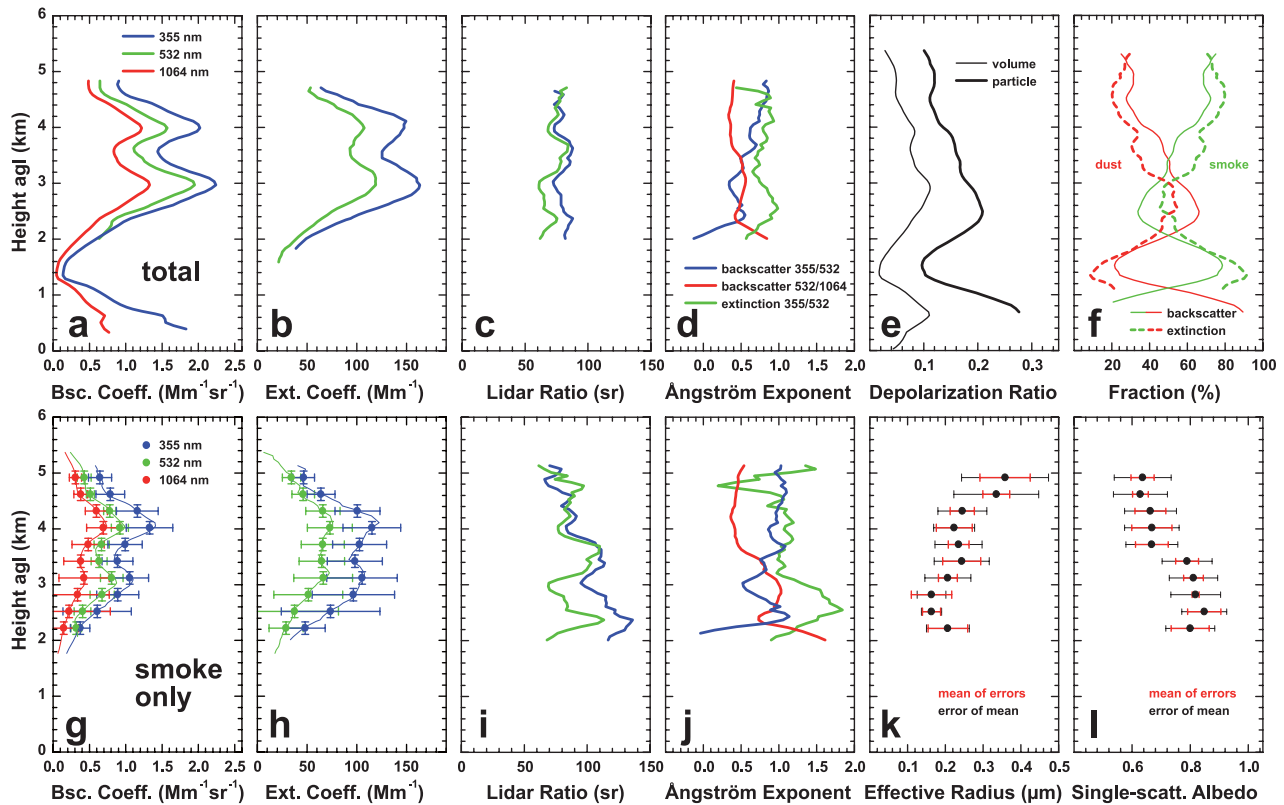 6
5
4
3
2
1
0
Height agl (km)
355 nm
532 nm
1064 nm
total
a
b
c
backscatter 355/532
backscatter 532/1064
extinction 355/532
d
volume
particle
e
dust
smoke
backscatter
extinction
f
0.0 0.5 1.0 1.5 2.0 2.5
0 50 100 150
0 50 100 150
0.0 0.5 1.0 1.5 2.0
0.0 0.1 0.2 0.3
0 20 40 60 80 100
Bsc. Coeff. (Mm⁻¹sr⁻¹)
Ext. Coeff. (Mm⁻¹)
Lidar Ratio (sr)
Ångström Exponent
Depolarization Ratio
Fraction (%)
6
5
4
3
2
1
0
Height agl (km)
355 nm
532 nm
1064 nm
smoke
only
g
h
i
j
mean of errors
error of mean
k
mean of errors
error of mean
l
0.0 0.5 1.0 1.5 2.0 2.5
0 50 100 150
0 50 100 150
0.0 0.5 1.0 1.5 2.0
0.0 0.1 0.2 0.3 0.4 0.5
0.6 0.8 1.0
Bsc. Coeff. (Mm⁻¹sr⁻¹)
Ext. Coeff. (Mm⁻¹)
Lidar Ratio (sr)
Ångström Exponent
Effective Radius (µm)
Single-scatt. Albedo